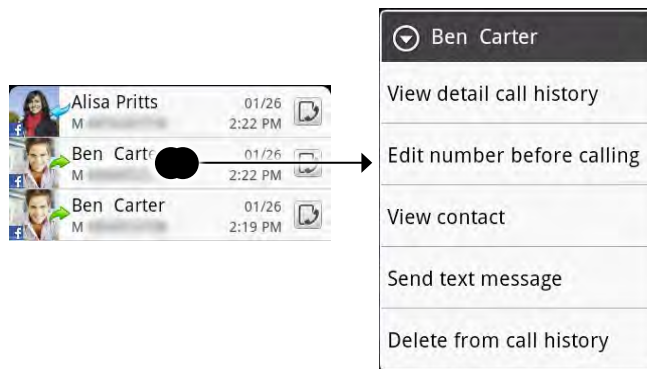 Alisa Pritts 01/26
M 2:22 PM
Ben 01/26
M 2:22 PM
Ben Carter 01/26
M 2:19 PM
Ben Carter
View detail call history
Edit number before calling
View contact
Send text message
Delete from call history